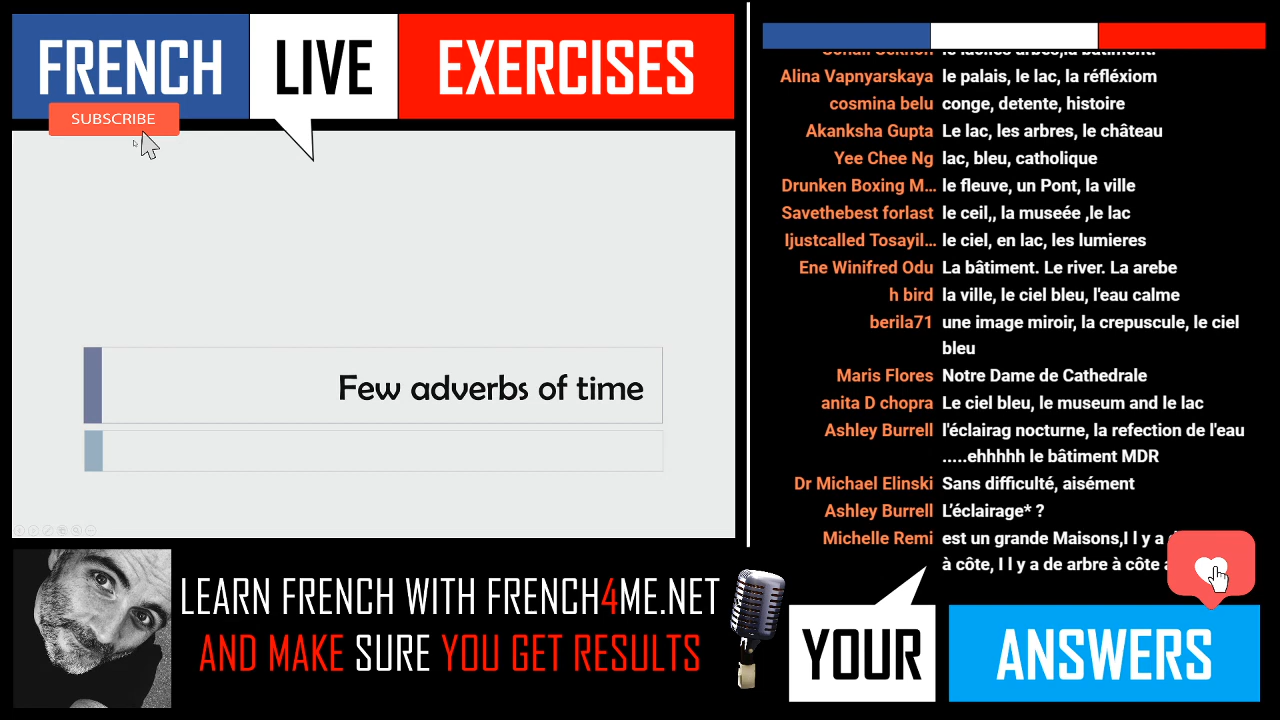 FRENCH LIVE EXERCISES
SUBSCRIBE
Few adverbs of time
LEARN FRENCH WITH FRENCH4ME.NET
AND MAKE SURE YOU GET RESULTS
Alina Vapnyarskaya le palais, le lac, la réfléxiom
cosmina belu conge, detente, histoire
Akanksha Gupta Le lac, les arbres, le château
Yee Chee Ng lac, bleu, catholique
Drunken Boxing M... le fleuve, un Pont, la ville
Savethebest forlast le ceil,, la museée ,le lac
Ijustcalled Tosayil... le ciel, en lac, les lumieres
Ene Winifred Odu La bâtiment. Le river. La arebe
h bird la ville, le ciel bleu, l'eau calme
berila71 une image miroir, la crepuscule, le ciel
bleu
Maris Flores Notre Dame de Cathedrale
anita D chopra Le ciel bleu, le museum and le lac
Ashley Burrell l'éclairag nocturne, la refection de l'eau
.....ehhhhh le bâtiment MDR
Dr Michael Elinski Sans difficulté, aisément
Ashley Burrell L'éclairage* ?
Michelle Remi est un grande Maisons,I l y a
à côte, I l y a de arbre à côte
YOUR ANSWERS